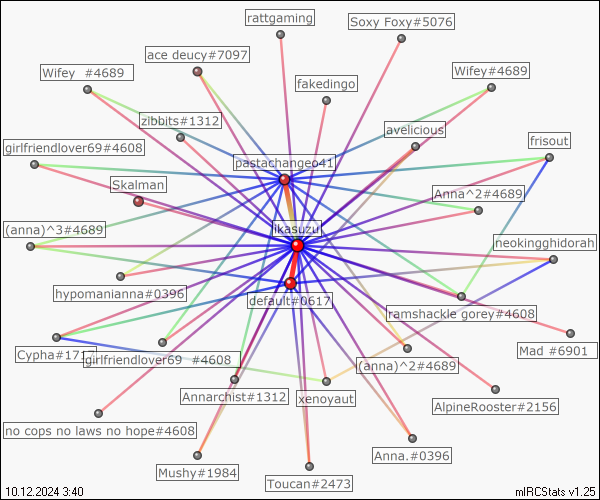 rattgaming
Soxy Foxy#5076
ace deucy#7097
Wifey  #4689
fakedingo
Wifey#4689
zibbits#1312
avelicious
girlfriendlover69#4608
pastachangeo41
frisout
Skalman
Anna^2#4689
(anna)^3#4689
ikasuzu
neokingghidorah
hypomanianna#0396
default#0617
ramshackle gorey#4608
Cypha#1717
girlfriendlover69  #4608
(anna)^2#4689
Mad #6901
Annarchist#1312
xenoyaut
AlpineRooster#2156
no cops no laws no hope#4608
Mushy#1984
Anna.#0396
Toucan#2473
10.12.2024 3:40
mIRCStats v1.25